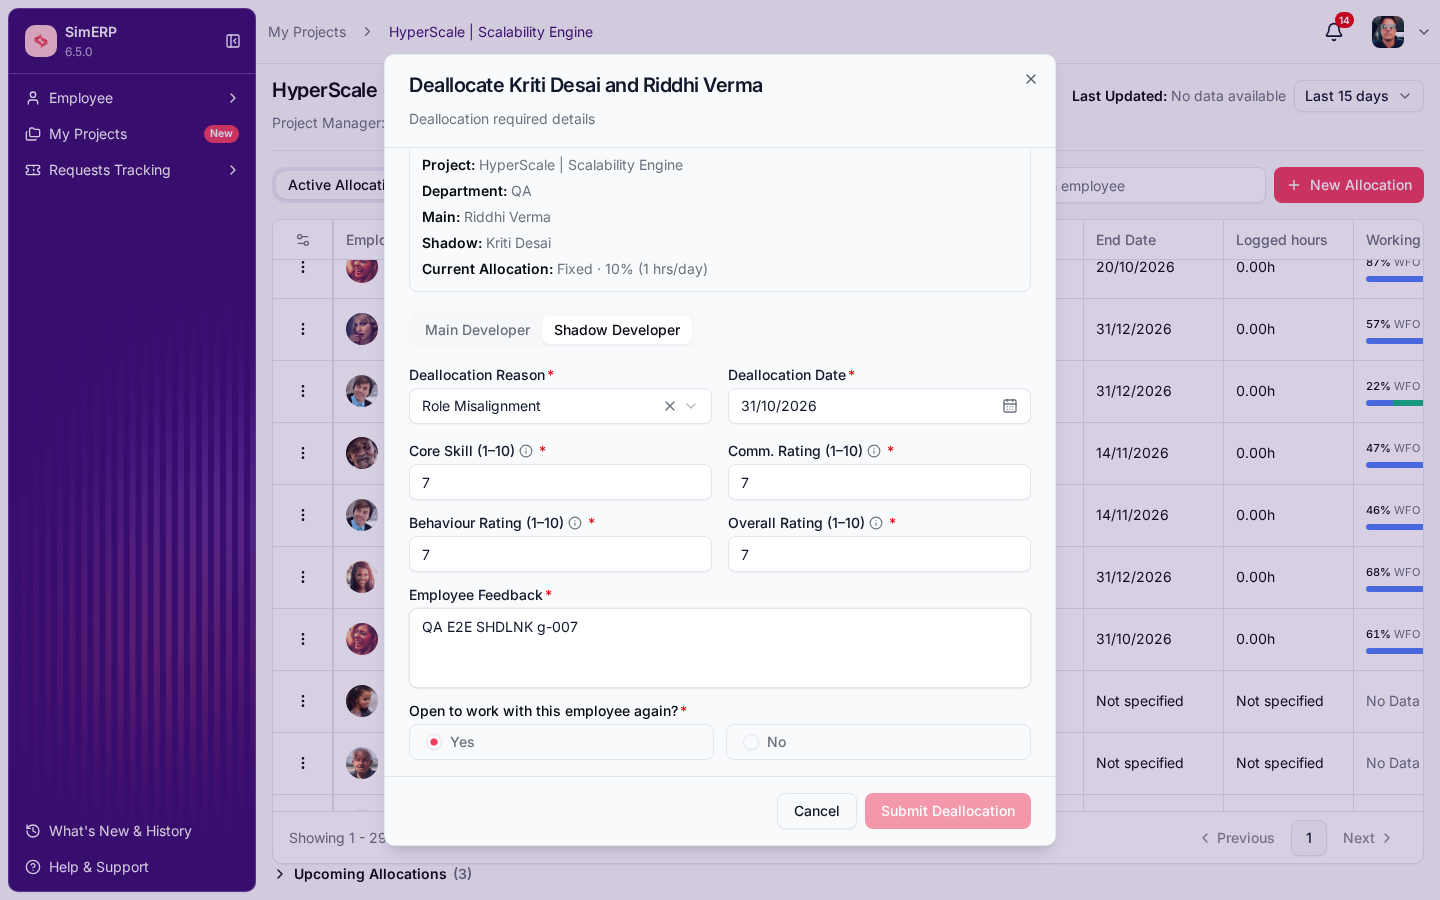 SimERP
6.5.0
Employee
My Projects
New
Requests Tracking
What's New & History
Help & Support
My Projects
HyperScale | Scalability Engine
14
HyperScale
Project Manager:
Last Updated: No data available
Last 15 days
employee
New Allocation
End Date
Logged hours
Working
20/10/2026
0.00h
87% WFO
31/12/2026
0.00h
57% WFO
31/12/2026
0.00h
22% WFO
14/11/2026
0.00h
47% WFO
14/11/2026
0.00h
46% WFO
31/12/2026
0.00h
68% WFO
31/10/2026
0.00h
61% WFO
Not specified
Not specified
No Data
Not specified
Not specified
No Data
Showing 1 - 29
Previous
1
Next
Upcoming Allocations (3)
Deallocate Kriti Desai and Riddhi Verma
Deallocation required details
Project: HyperScale | Scalability Engine
Department: QA
Main: Riddhi Verma
Shadow: Kriti Desai
Current Allocation: Fixed · 10% (1 hrs/day)
Main Developer
Shadow Developer
Deallocation Reason*
Deallocation Date*
Role Misalignment
31/10/2026
Core Skill (1–10) *
Comm. Rating (1–10) *
7
7
Behaviour Rating (1–10) *
Overall Rating (1–10) *
7
7
Employee Feedback*
QA E2E SHDLNK g-007
Open to work with this employee again?*
Yes
No
Cancel
Submit Deallocation